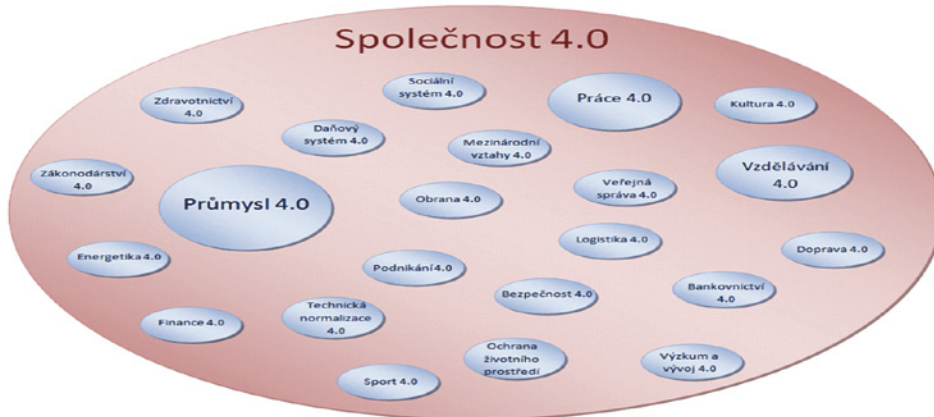 Společnost 4.0
Sociální
systém 4.0
Práce 4.0
Zdravotnictví
4.0
Kultura 4.0
Daňový
systém 4.0
Mezinárodní
vztahy 4.0
Zákonodárství
4.0
Vzdělávání
4.0
Průmysl 4.0
Obrana 4.0
Veřejná
správa 4.0
Logistika 4.0
Doprava 4.0
Energetika 4.0
Podnikání 4.0
Bezpečnost 4.0
Bankovnictví
4.0
Finance 4.0
Technická
normalizace
4.0
Ochrana
životního
prostředí
Výzkum a
vývoj 4.0
Sport 4.0